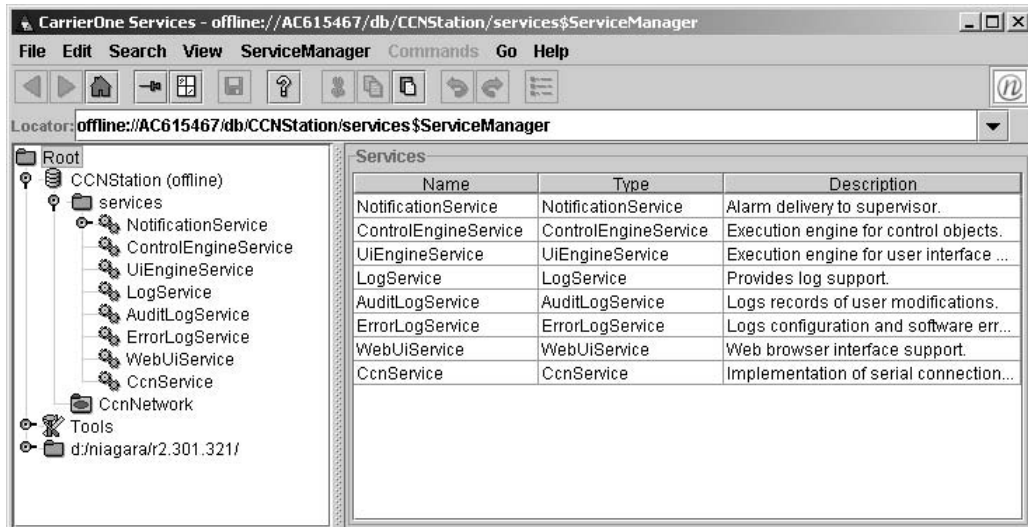 CarrierOne Services - offline://AC615467/db/CCNStation/services$ServiceManager
File Edit Search View ServiceManager Commands Go Help
Locator: offline://AC615467/db/CCNStation/services$ServiceManager
Root
CCNStation (offline)
services
NotificationService
ControlEngineService
UiEngineService
LogService
AuditLogService
ErrorLogService
WebUiService
CcnService
CcnNetwork
Tools
d:/niagara/r2.301.321/
Services
Name Type Description
NotificationService NotificationService Alarm delivery to supervisor.
ControlEngineService ControlEngineService Execution engine for control objects.
UiEngineService UiEngineService Execution engine for user interface ...
LogService LogService Provides log support.
AuditLogService AuditLogService Logs records of user modifications.
ErrorLogService ErrorLogService Logs configuration and software err...
WebUiService WebUiService Web browser interface support.
CcnService CcnService Implementation of serial connection...